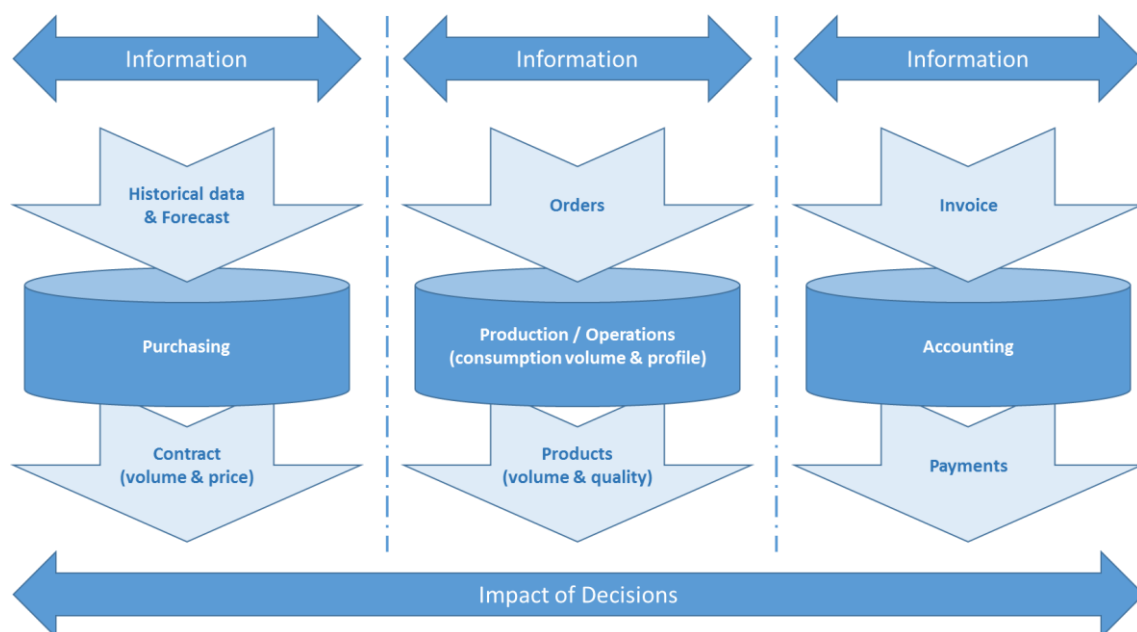 Information
Information
Information
Historical data
& Forecast
Orders
Invoice
Purchasing
Production / Operations
(consumption volume & profile)
Accounting
Contract
(volume & price)
Products
(volume & quality)
Payments
Impact of Decisions